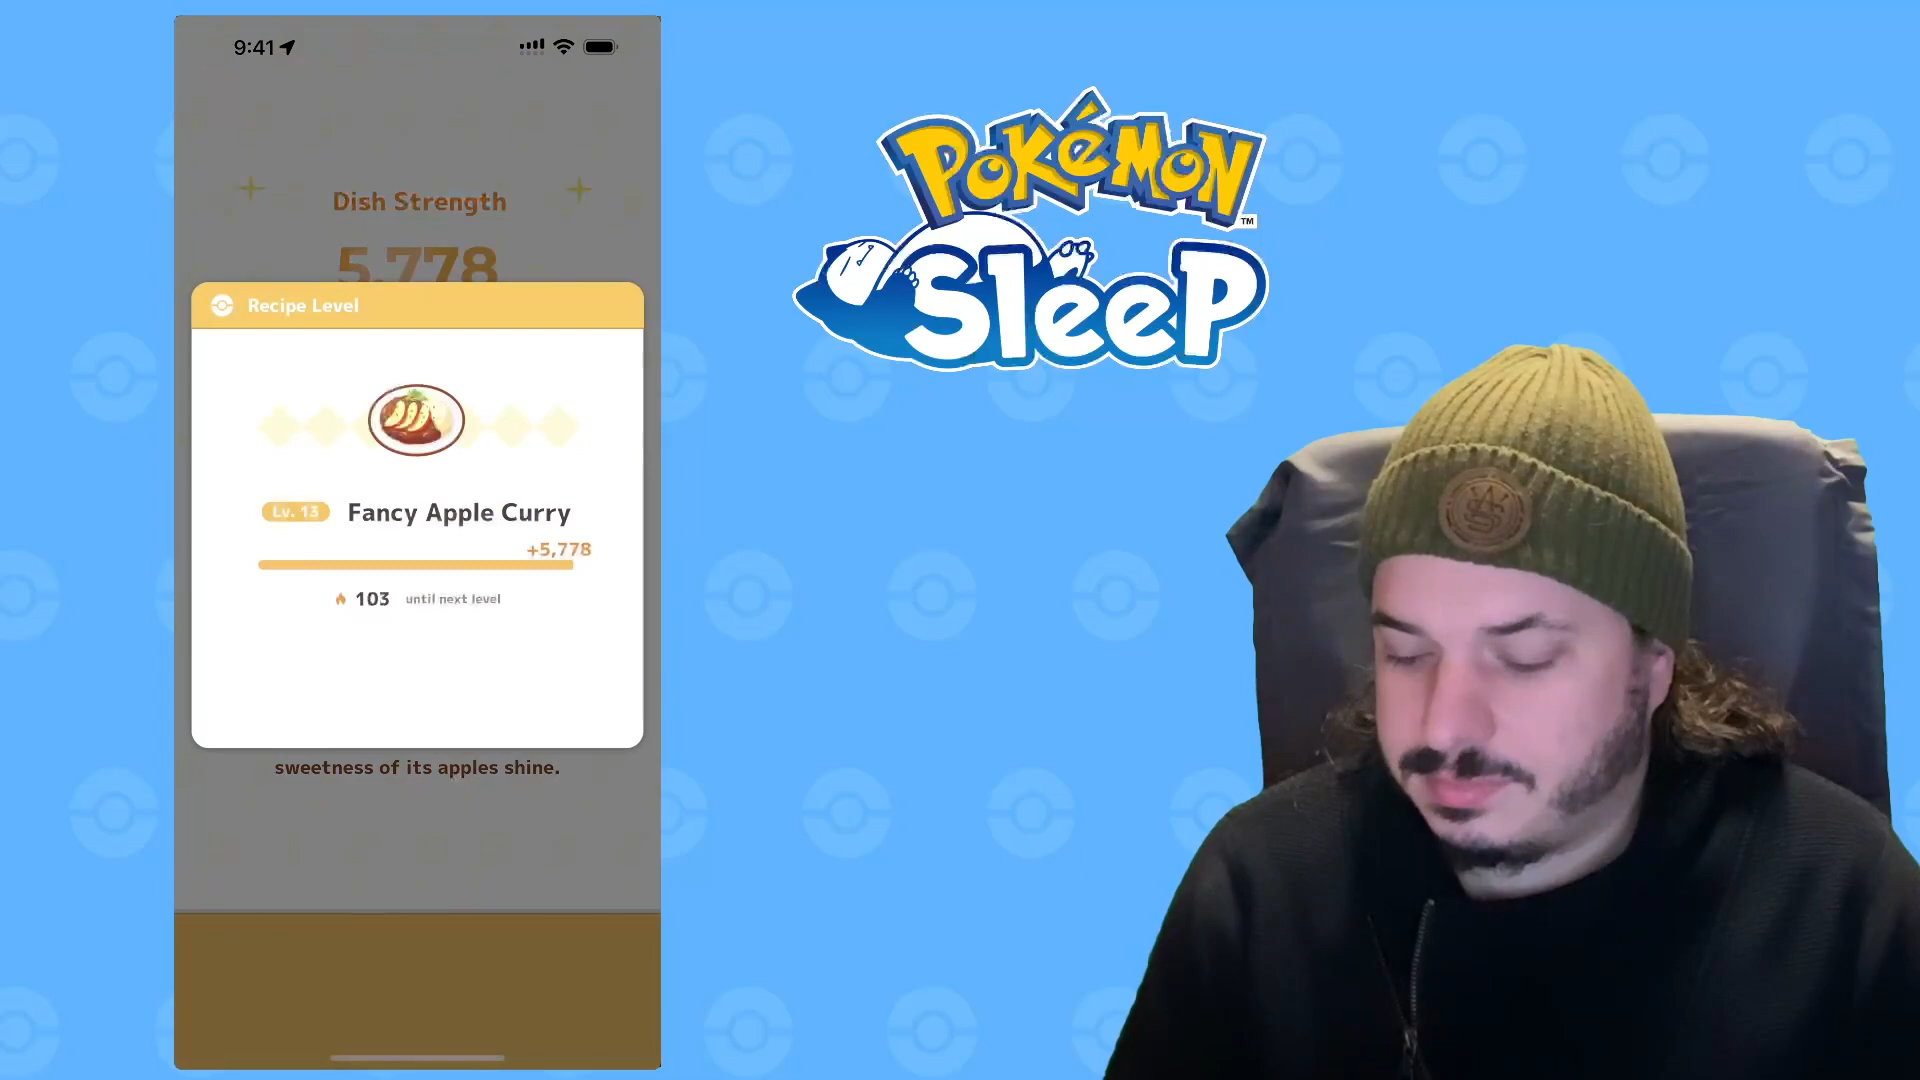 9:41
Dish Strength
5,778
Recipe Level
Lv. 13 Fancy Apple Curry
+5,778
103 until next level
sweetness of its apples shine.
POKéMON
TM
Sleep